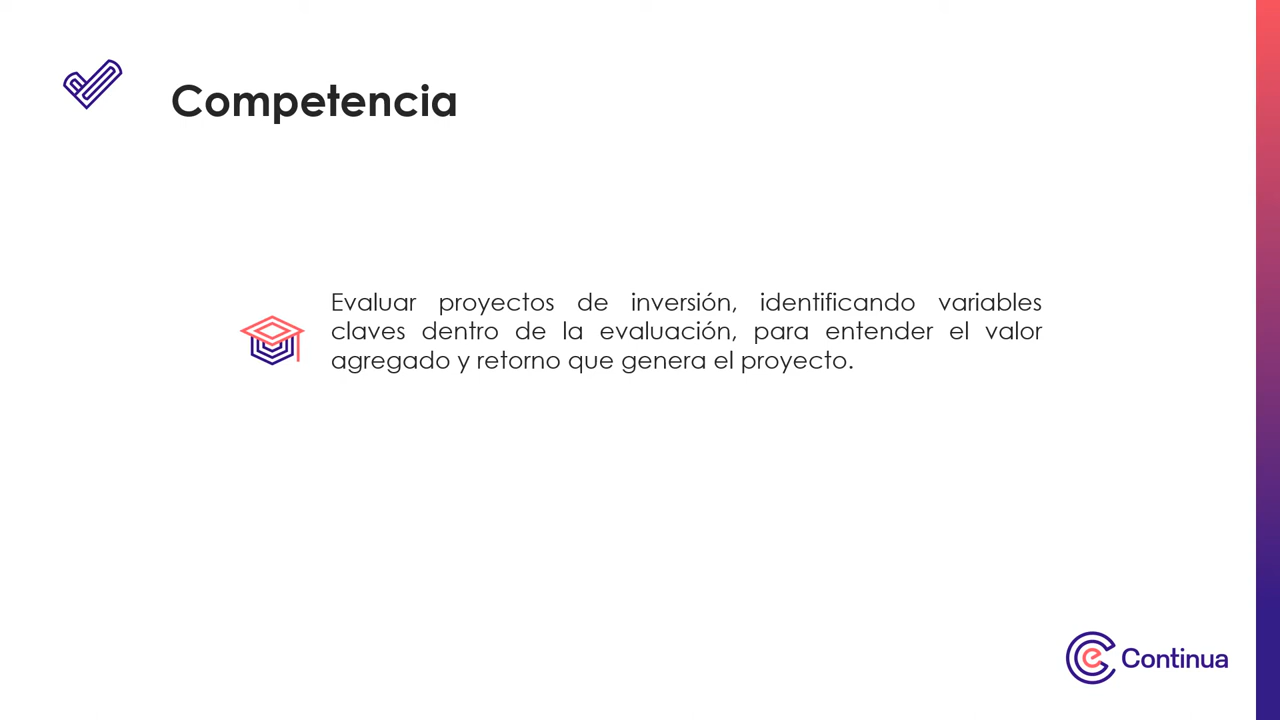 Competencia
Evaluar proyectos de inversión, identificando variables
claves dentro de la evaluación, para entender el valor
agregado y retorno que genera el proyecto.
Continua